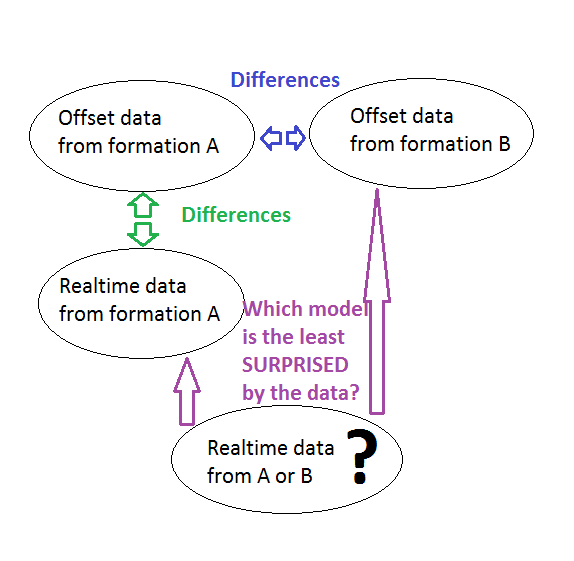 Differences
Offset data
from formation A
Offset data
from formation B
Differences
Realtime data
from formation A
Which model
is the least
SURPRISED
by the data?
Realtime data
from A or B
?